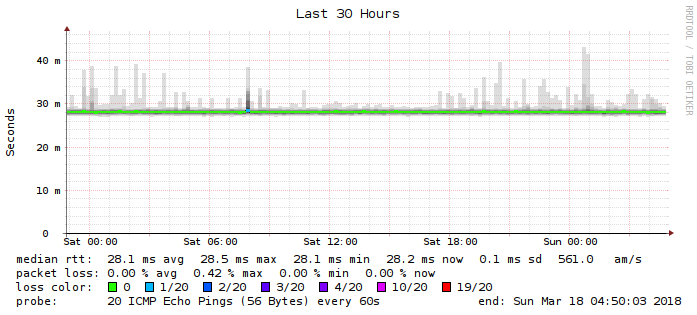 Last 30 Hours
RRDTOOL / TOBI OETIKER
Seconds
40 m
30 m
20 m
10 m
0
Sat 00:00 Sat 06:00 Sat 12:00 Sat 18:00 Sun 00:00
median rtt: 28.1 ms avg 28.5 ms max 28.1 ms min 28.2 ms now 0.1 ms sd 561.0 am/s
packet loss: 0.00 % avg 0.42 % max 0.00 % min 0.00 % now
loss color: 0 1/20 2/20 3/20 4/20 10/20 19/20
probe: 20 ICMP Echo Pings (56 Bytes) every 60s end: Sun Mar 18 04:50:03 2018